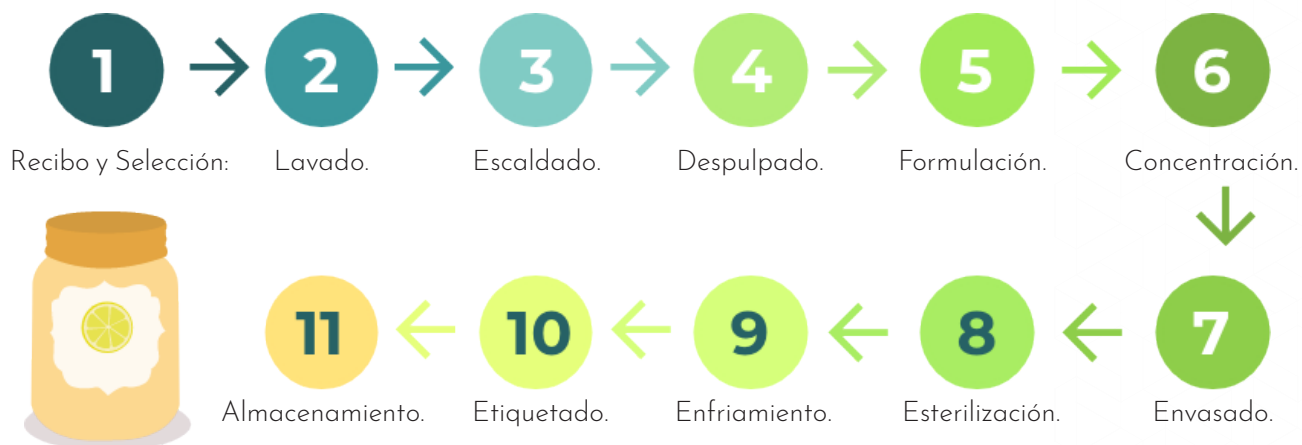 1 2 3 4 5 6
Recibo y Selección: Lavado. Escaldado. Despulpado. Formulación. Concentración.
7 8 9 10 11
Envasado. Esterilización. Enfriamiento. Etiquetado. Almacenamiento.